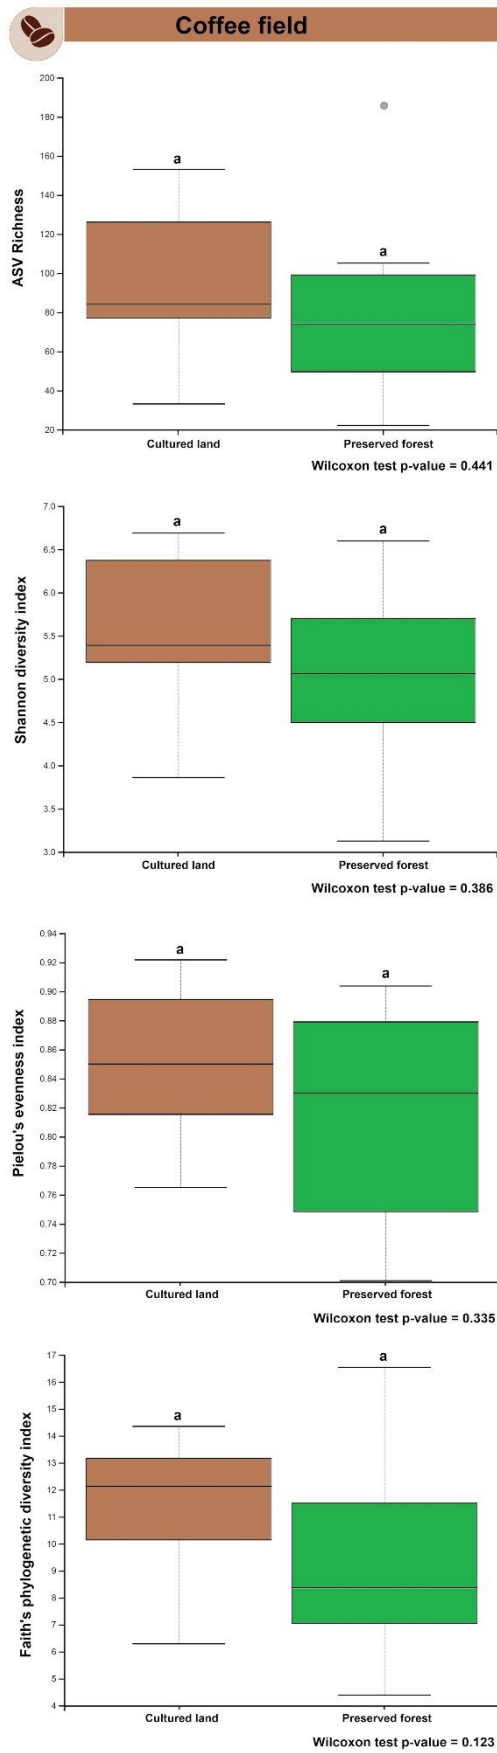 Coffee field
ASV Richness
200
180
160
140
120
100
80
60
40
20
a
a
Cultured land
Preserved forest
Wilcoxon test p-value = 0.441
Shannon diversity index
7.0
6.5
6.0
5.5
5.0
4.5
4.0
3.5
3.0
a
a
Cultured land
Preserved forest
Wilcoxon test p-value = 0.386
Pielou's evenness index
0.94
0.92
0.90
0.88
0.86
0.84
0.82
0.80
0.78
0.76
0.74
0.72
0.70
a
a
Cultured land
Preserved forest
Wilcoxon test p-value = 0.335
Faith's phylogenetic diversity index
17
16
15
14
13
12
11
10
9
8
7
6
5
4
a
a
Cultured land
Preserved forest
Wilcoxon test p-value = 0.123